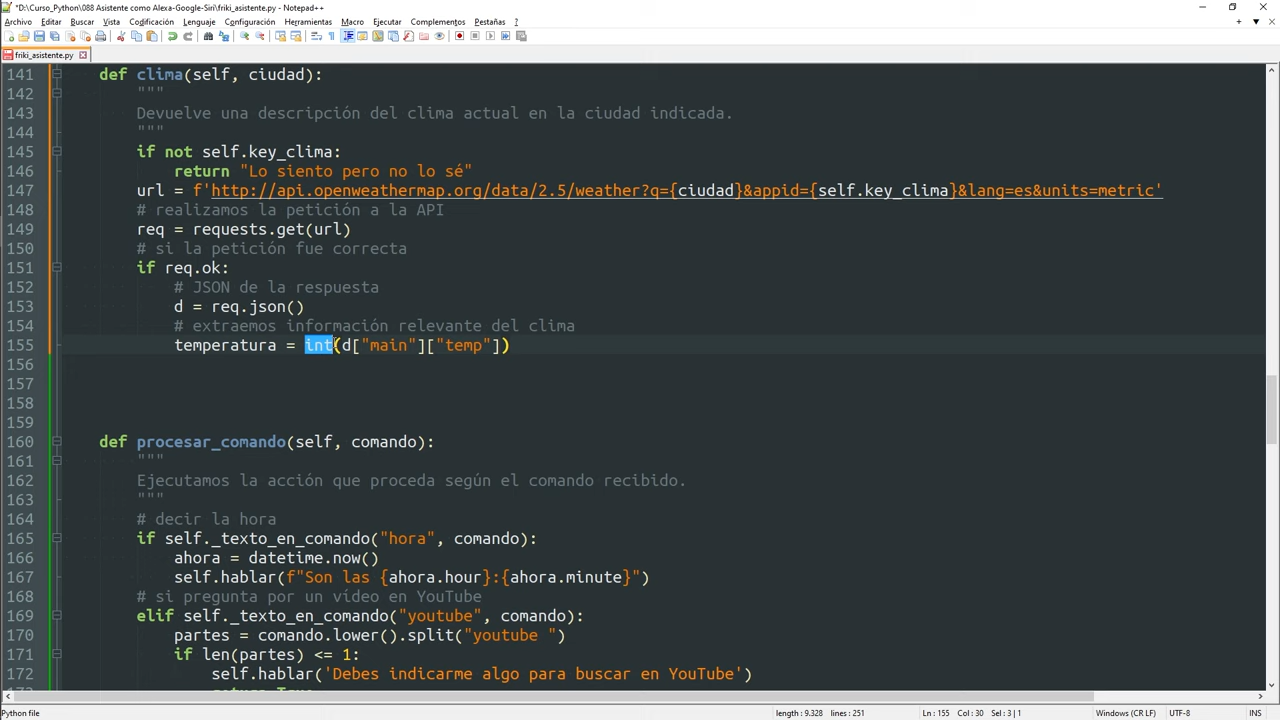 *D:\Curso_Python\088 Asistente como Alexa-Google-Siri\friki_asistente.py - Notepad++
Archivo Editar Buscar Vista Codificación Lenguaje Configuración Herramientas Macro Ejecutar Complementos Pestañas ?
friki_asistente.py
141 def clima(self, ciudad):
142 """
143 Devuelve una descripción del clima actual en la ciudad indicada.
144 """
145 if not self.key_clima:
146 return "Lo siento pero no lo sé"
147 url = f'http://api.openweathermap.org/data/2.5/weather?q={ciudad}&appid={self.key_clima}&lang=es&units=metric'
148 # realizamos la petición a la API
149 req = requests.get(url)
150 # si la petición fue correcta
151 if req.ok:
152 # JSON de la respuesta
153 d = req.json()
154 # extraemos información relevante del clima
155 temperatura = int(d["main"]["temp"])
156
157
158
159
160 def procesar_comando(self, comando):
161 """
162 Ejecutamos la acción que proceda según el comando recibido.
163 """
164 # decir la hora
165 if self._texto_en_comando("hora", comando):
166 ahora = datetime.now()
167 self.hablar(f"Son las {ahora.hour}:{ahora.minute}")
168 # si pregunta por un vídeo en YouTube
169 elif self._texto_en_comando("youtube", comando):
170 partes = comando.lower().split("youtube ")
171 if len(partes) <= 1:
172 self.hablar('Debes indicarme algo para buscar en YouTube')
Python file length : 9.328 lines : 251 Ln : 155 Col : 30 Sel : 3 | 1 Windows (CR LF) UTF-8 INS